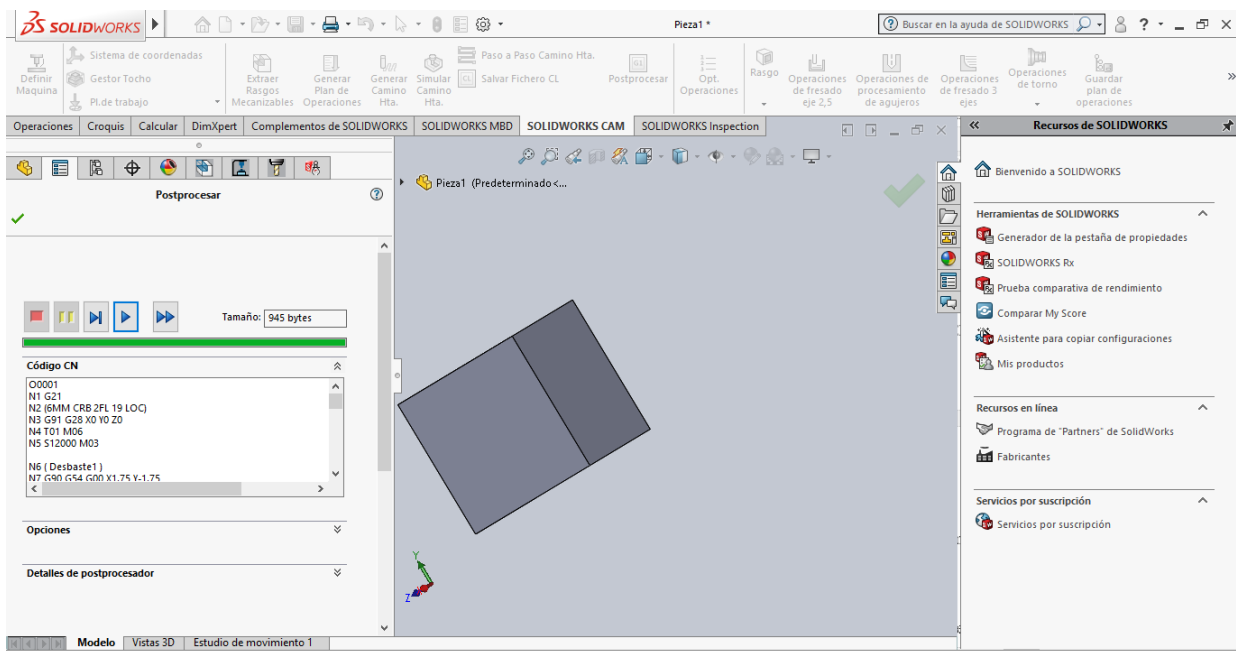 SOLIDWORKS
Pieza1 *
Buscar en la ayuda de SOLIDWORKS
Definir Maquina
Sistema de coordenadas
Gestor Tocho
Pl.de trabajo
Extraer Rasgos Mecanizables
Generar Plan de Operaciones
Generar Camino Hta.
Simular Camino Hta.
Paso a Paso Camino Hta.
Salvar Fichero CL
G1
Postprocesar
Opt. Operaciones
Rasgo
Operaciones de fresado eje 2,5
Operaciones de procesamiento de agujeros
Operaciones de fresado 3 ejes
Operaciones de torno
Guardar plan de operaciones
Operaciones Croquis Calcular DimXpert Complementos de SOLIDWORKS SOLIDWORKS MBD SOLIDWORKS CAM SOLIDWORKS Inspection
Postprocesar
Tamaño: 945 bytes
Código CN
O0001
N1 G21
N2 (6MM CRB 2FL 19 LOC)
N3 G91 G28 X0 Y0 Z0
N4 T01 M06
N5 S12000 M03
N6 ( Desbaste1 )
N7 G90 G54 G00 X1.75 Y-1.75
Opciones
Detalles de postprocesador
Pieza1 (Predeterminado<...
Y
Z
Recursos de SOLIDWORKS
Bienvenido a SOLIDWORKS
Herramientas de SOLIDWORKS
Generador de la pestaña de propiedades
SOLIDWORKS Rx
Prueba comparativa de rendimiento
Comparar My Score
Asistente para copiar configuraciones
Mis productos
Recursos en línea
Programa de "Partners" de SolidWorks
Fabricantes
Servicios por suscripción
Servicios por suscripción
Modelo Vistas 3D Estudio de movimiento 1